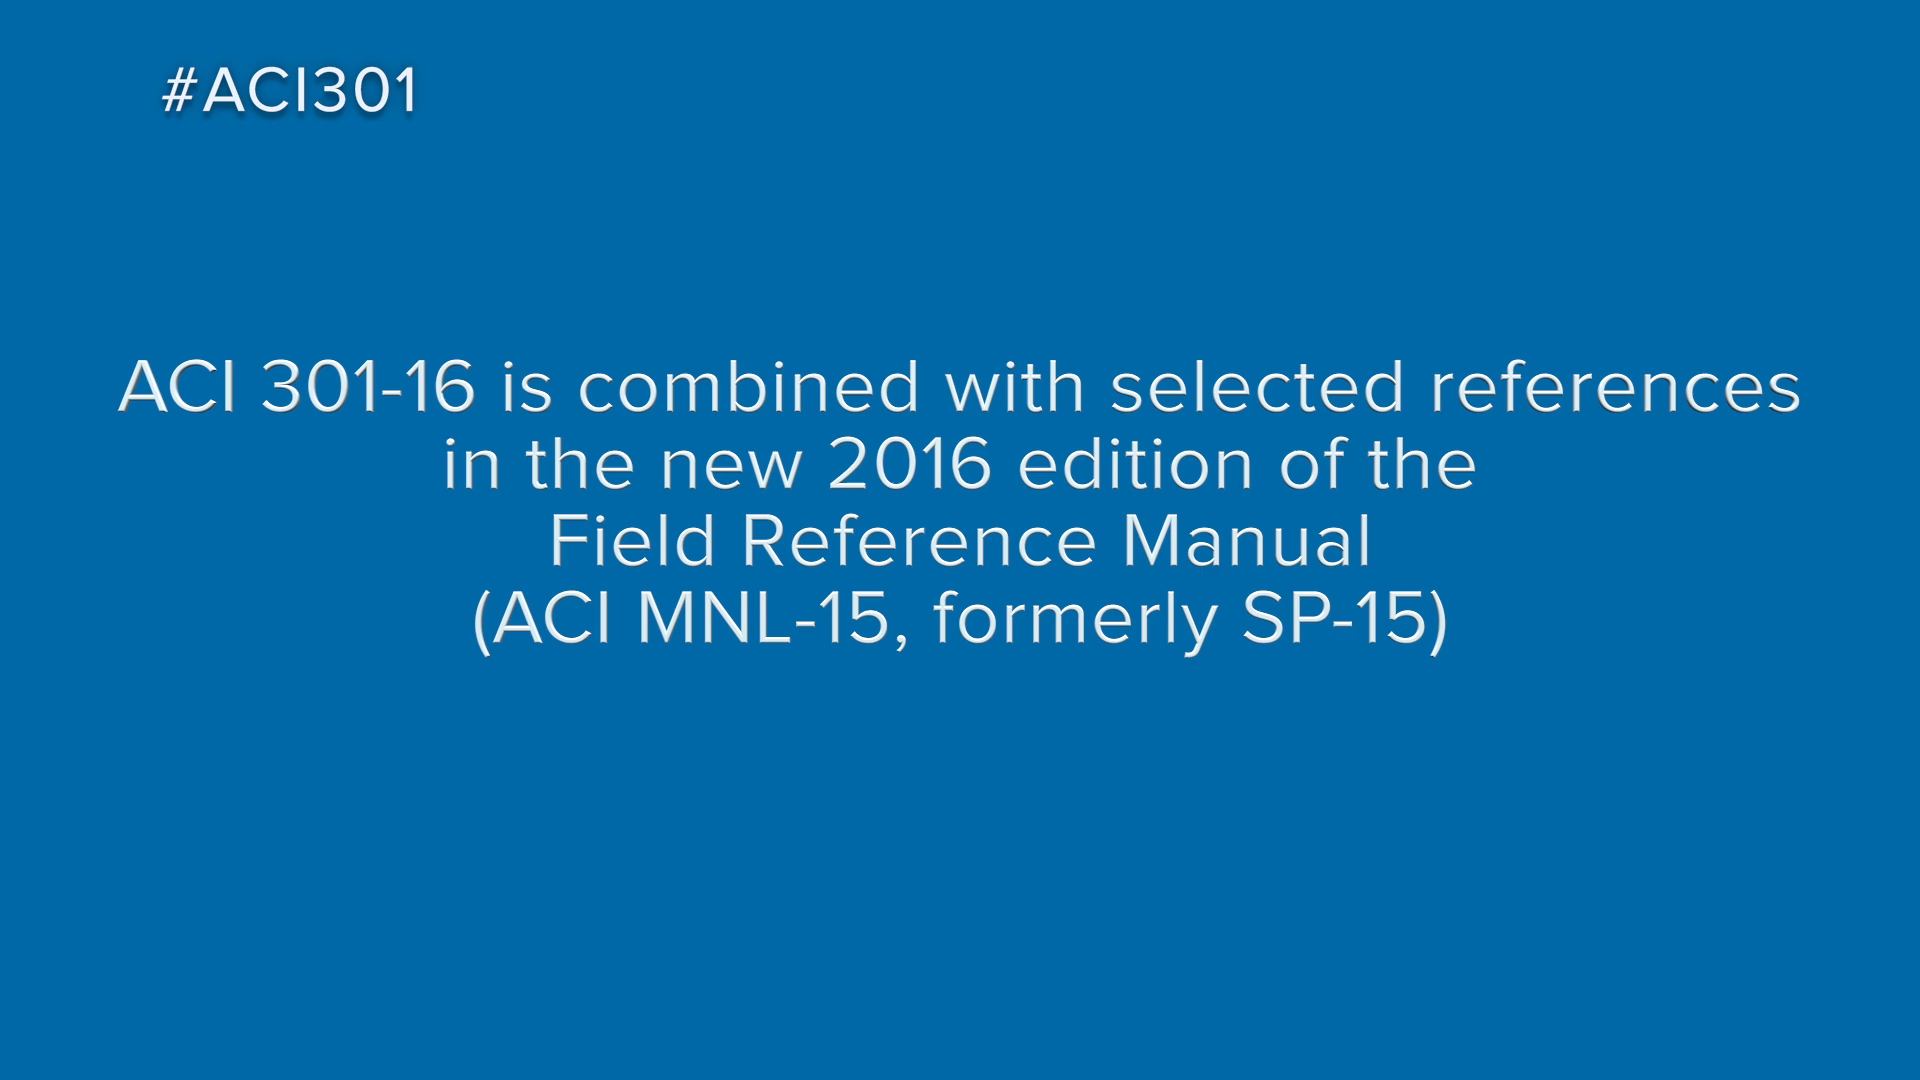 #ACI301
ACI 301-16 is combined with selected references
in the new 2016 edition of the
Field Reference Manual
(ACI MNL-15, formerly SP-15)